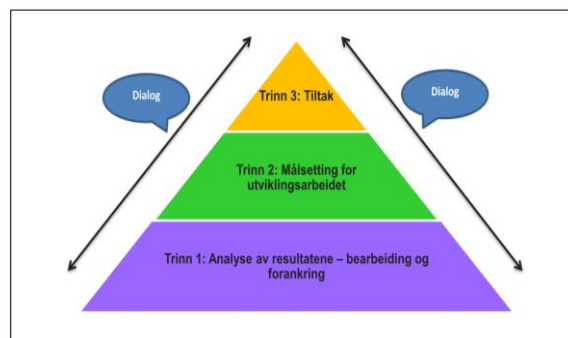 Dialog
Dialog
Trinn 3: Tiltak
Trinn 2: Målsetting for
utviklingsarbeidet
Trinn 1: Analyse av resultatene – bearbeiding og
forankring